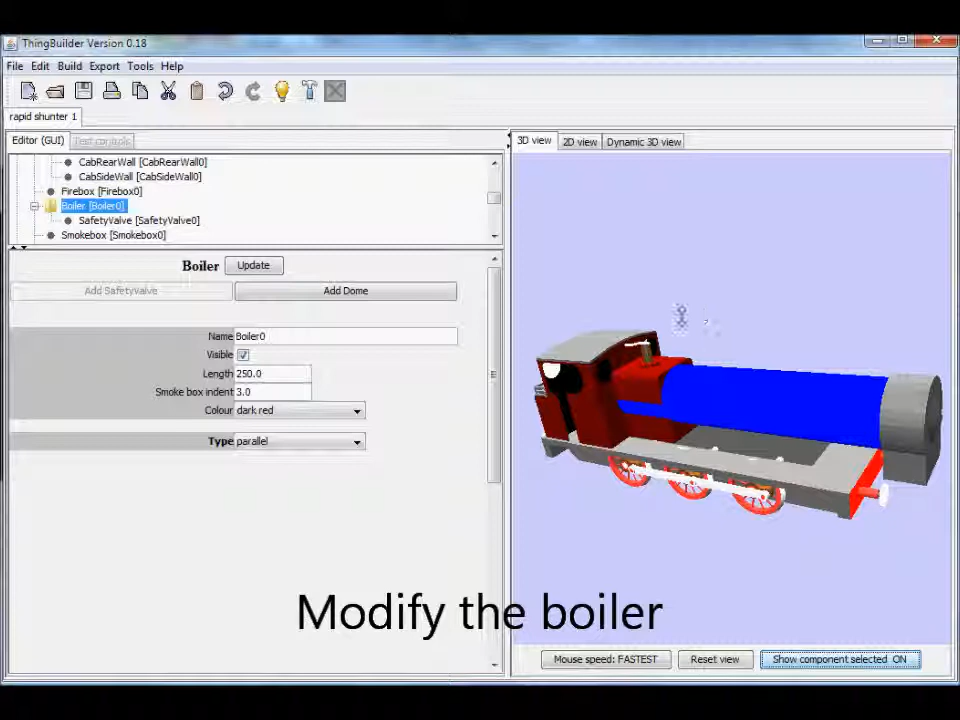 ThingBuilder Version 0.18
File Edit Build Export Tools Help
rapid shunter 1
Editor (GUI) Test controls
3D view 2D view Dynamic 3D view
CabRearWall [CabRearWall0]
CabSideWall [CabSideWall0]
Firebox [Firebox0]
Boiler [Boiler0]
SafetyValve [SafetyValve0]
Smokebox [Smokebox0]
Boiler Update
Add SafetyValve Add Dome
Name Boiler0
Visible
Length 250.0
Smoke box indent 3.0
Colour dark red
Type parallel
Modify the boiler
Mouse speed: FASTEST Reset view Show component selected ON